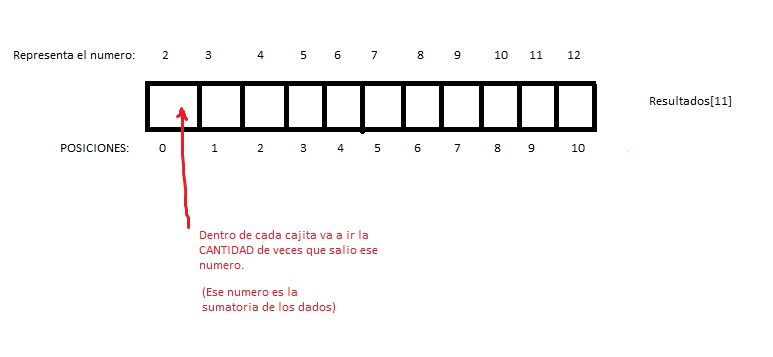 Representa el numero: 2 3 4 5 6 7 8 9 10 11 12
Resultados[11]
POSICIONES: 0 1 2 3 4 5 6 7 8 9 10
Dentro de cada cajita va a ir la
CANTIDAD de veces que salio ese
numero.
(Ese numero es la
sumatoria de los dados)